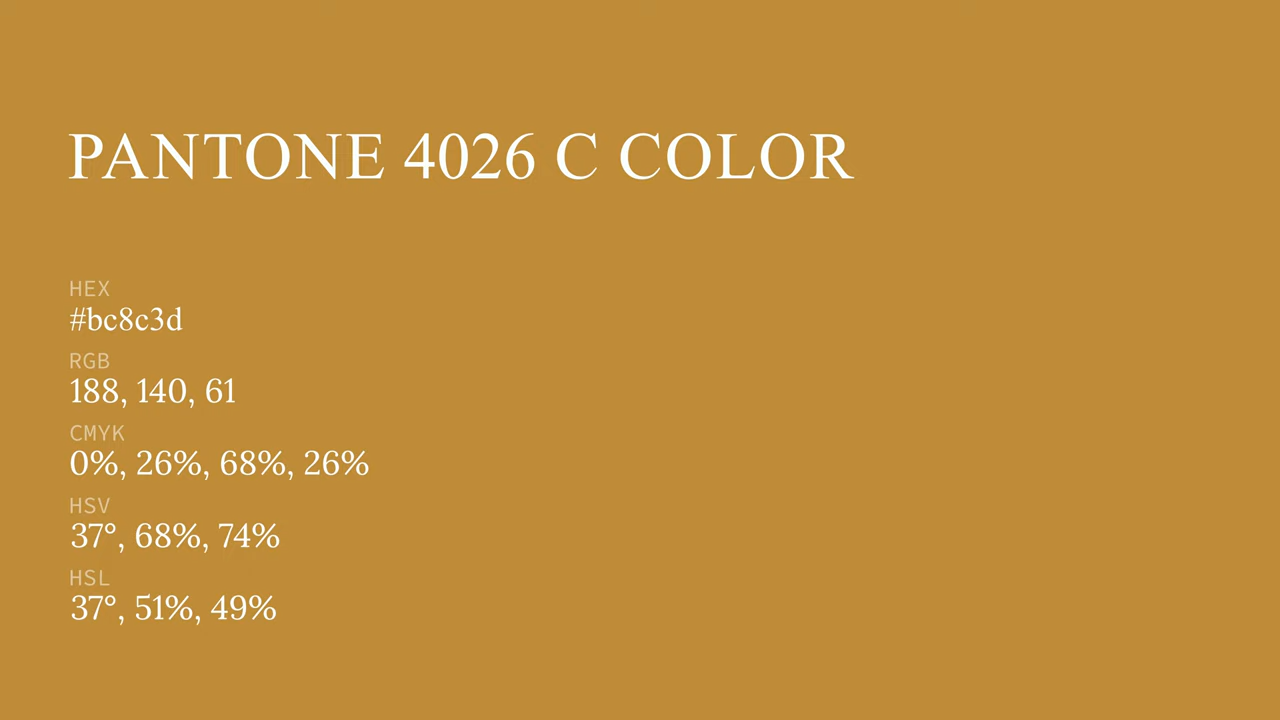 PANTONE 4026 C COLOR
HEX
#bc8c3d
RGB
188, 140, 61
CMYK
0%, 26%, 68%, 26%
HSV
37°, 68%, 74%
HSL
37°, 51%, 49%